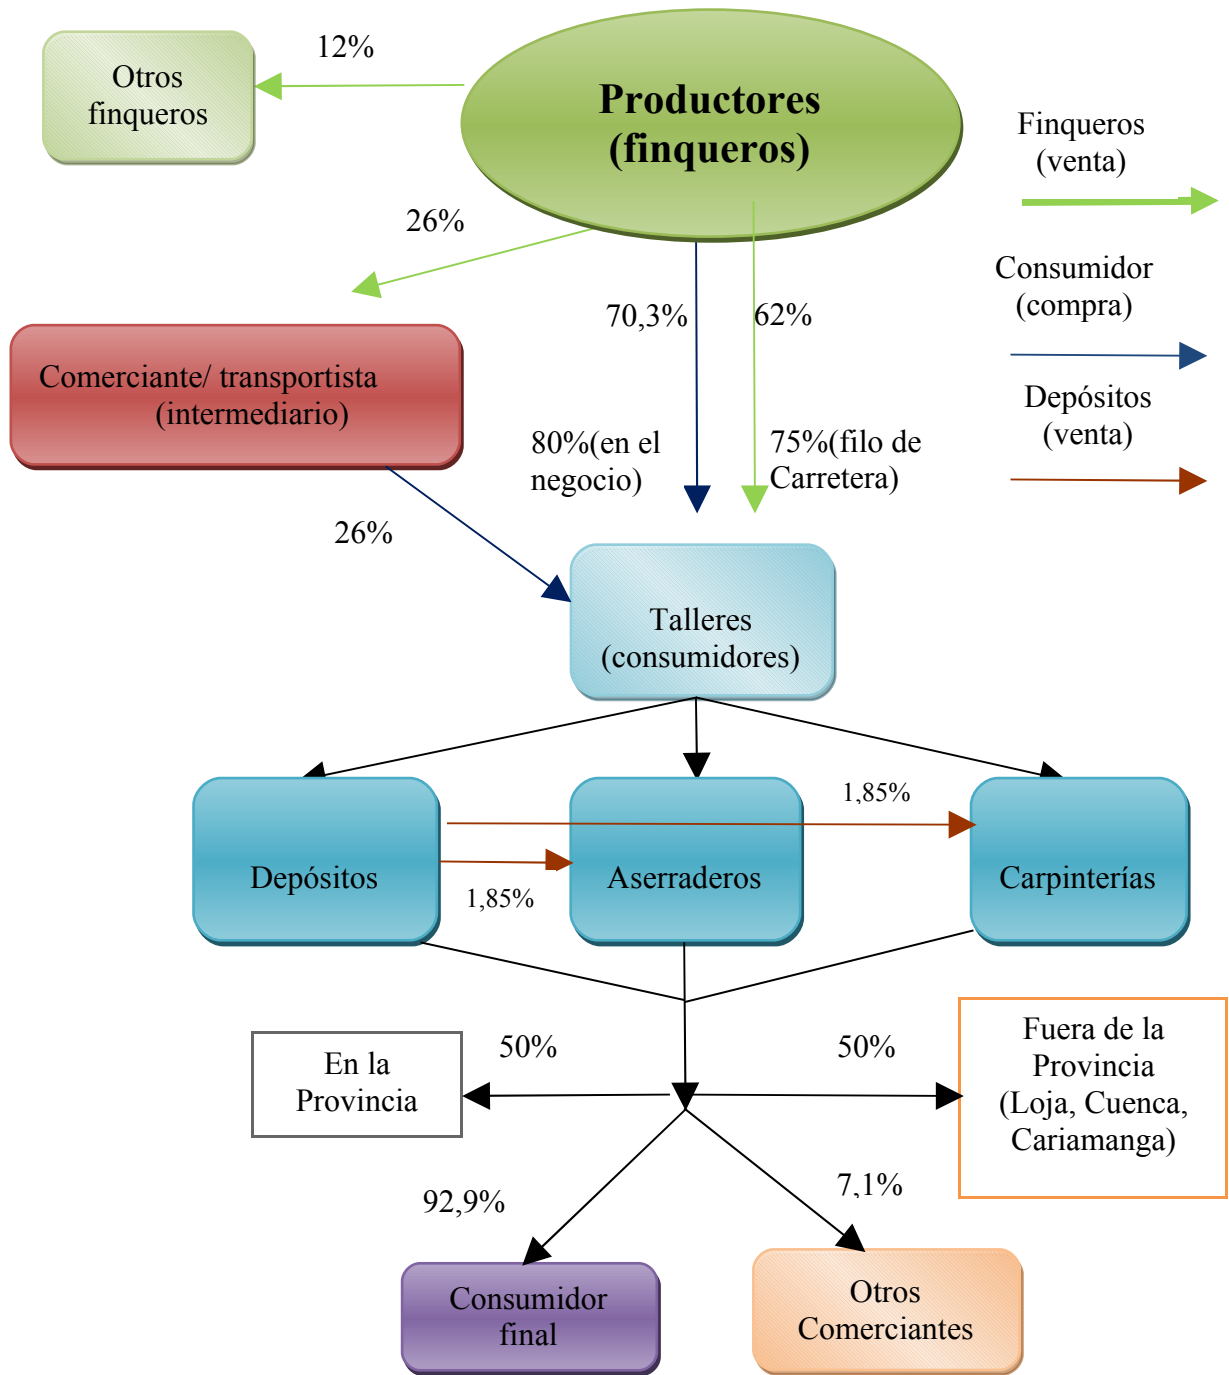 12%
Otros
finqueros
Productores
(finqueros)
Finqueros
(venta)
26%
Consumidor
(compra)
70,3%
62%
Comerciante/ transportista
(intermediario)
Depósitos
(venta)
80%(en el
negocio)
75%(filo de
Carretera)
26%
Talleres
(consumidores)
1,85%
Depósitos
Aserraderos
Carpinterías
1,85%
En la
Provincia
50%
50%
Fuera de la
Provincia
(Loja, Cuenca,
Cariamanga)
92,9%
7,1%
Consumidor
final
Otros
Comerciantes